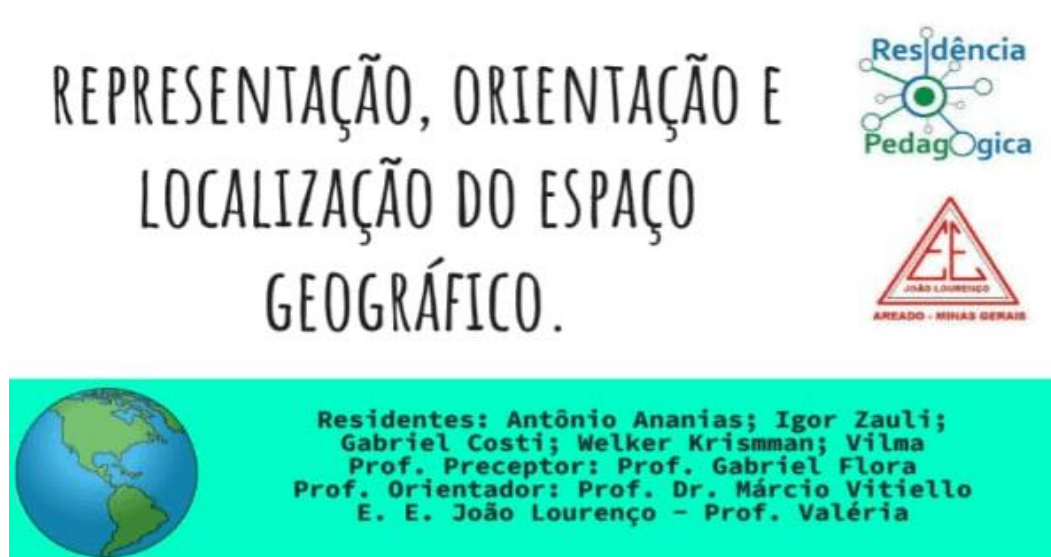 REPRESENTAÇÃO, ORIENTAÇÃO E
LOCALIZAÇÃO DO ESPAÇO
GEOGRÁFICO.
Residência
Pedagógica
EE
JOÃO LOURENÇO
AREADO - MINAS GERAIS
Residentes: Antônio Ananias; Igor Zauli;
Gabriel Costi; Welker Krismman; Vilma
Prof. Preceptor: Prof. Gabriel Flora
Prof. Orientador: Prof. Dr. Márcio Vitiello
E. E. João Lourenço - Prof. Valéria